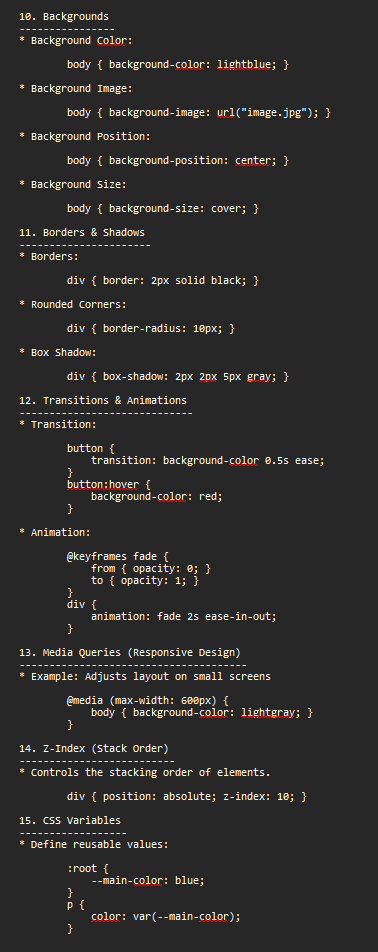 10. Backgrounds
----------------
* Background Color:
body { background-color: lightblue; }
* Background Image:
body { background-image: url("image.jpg"); }
* Background Position:
body { background-position: center; }
* Background Size:
body { background-size: cover; }
11. Borders & Shadows
----------------------
* Borders:
div { border: 2px solid black; }
* Rounded Corners:
div { border-radius: 10px; }
* Box Shadow:
div { box-shadow: 2px 2px 5px gray; }
12. Transitions & Animations
-----------------------------
* Transition:
button {
transition: background-color 0.5s ease;
}
button:hover {
background-color: red;
}
* Animation:
@keyframes fade {
from { opacity: 0; }
to { opacity: 1; }
}
div {
animation: fade 2s ease-in-out;
}
13. Media Queries (Responsive Design)
--------------------------------------
* Example: Adjusts layout on small screens
@media (max-width: 600px) {
body { background-color: lightgray; }
}
14. Z-Index (Stack Order)
--------------------------
* Controls the stacking order of elements.
div { position: absolute; z-index: 10; }
15. CSS Variables
------------------
* Define reusable values:
:root {
--main-color: blue;
}
p {
color: var(--main-color);
}